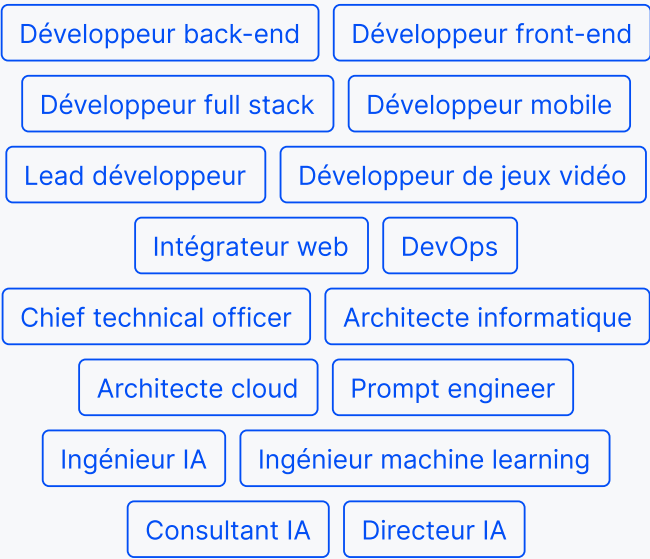 Développeur back-end Développeur front-end
Développeur full stack Développeur mobile
Lead développeur Développeur de jeux vidéo
Intégrateur web DevOps
Chief technical officer Architecte informatique
Architecte cloud Prompt engineer
Ingénieur IA Ingénieur machine learning
Consultant IA Directeur IA